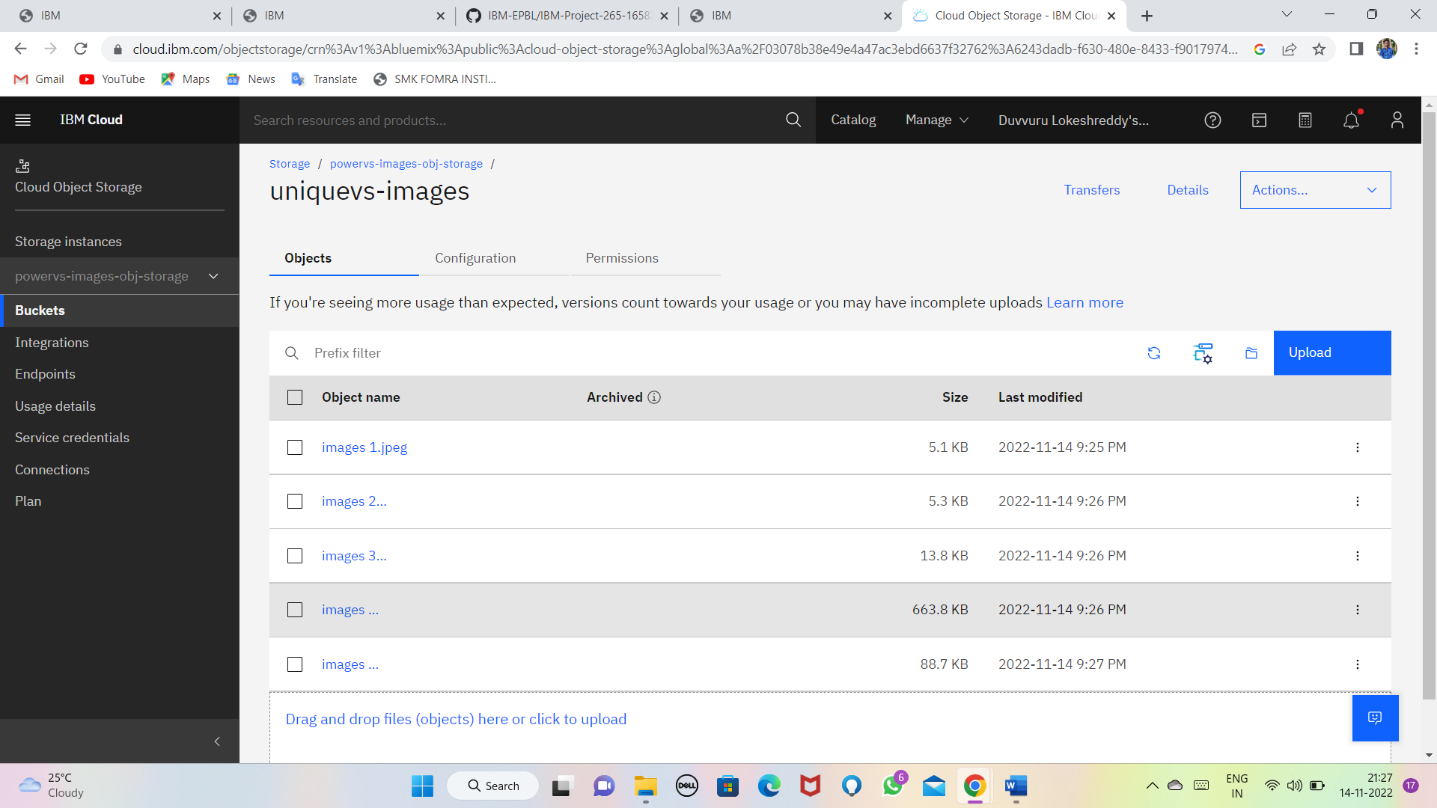 IBM
IBM
IBM-EPBL/IBM-Project-265-1658
IBM
Cloud Object Storage - IBM Clou
cloud.ibm.com/objectstorage/crn%3Av1%3Abluemix%3Apublic%3Acloud-object-storage%3Aglobal%3Aa%2F03078b38e49e4a47ac3ebd6637f32762%3A6243dadb-f630-480e-8433-f9017974...
Gmail
YouTube
Maps
News
Translate
SMK FOMRA INSTI...
IBM Cloud
Search resources and products...
Catalog
Manage
Duvvuru Lokeshreddy's...
Cloud Object Storage
Storage instances
powervs-images-obj-storage
Buckets
Integrations
Endpoints
Usage details
Service credentials
Connections
Plan
Storage / powervs-images-obj-storage /
uniquevs-images
Transfers
Details
Actions...
Objects
Configuration
Permissions
If you're seeing more usage than expected, versions count towards your usage or you may have incomplete uploads Learn more
Prefix filter
Upload
Object name Archived Size Last modified
images 1.jpeg 5.1 KB 2022-11-14 9:25 PM
images 2... 5.3 KB 2022-11-14 9:26 PM
images 3... 13.8 KB 2022-11-14 9:26 PM
images ... 663.8 KB 2022-11-14 9:26 PM
images ... 88.7 KB 2022-11-14 9:27 PM
Drag and drop files (objects) here or click to upload
25°C
Cloudy
Search
DELL
6
W
ENG
IN
21:27
14-11-2022
17